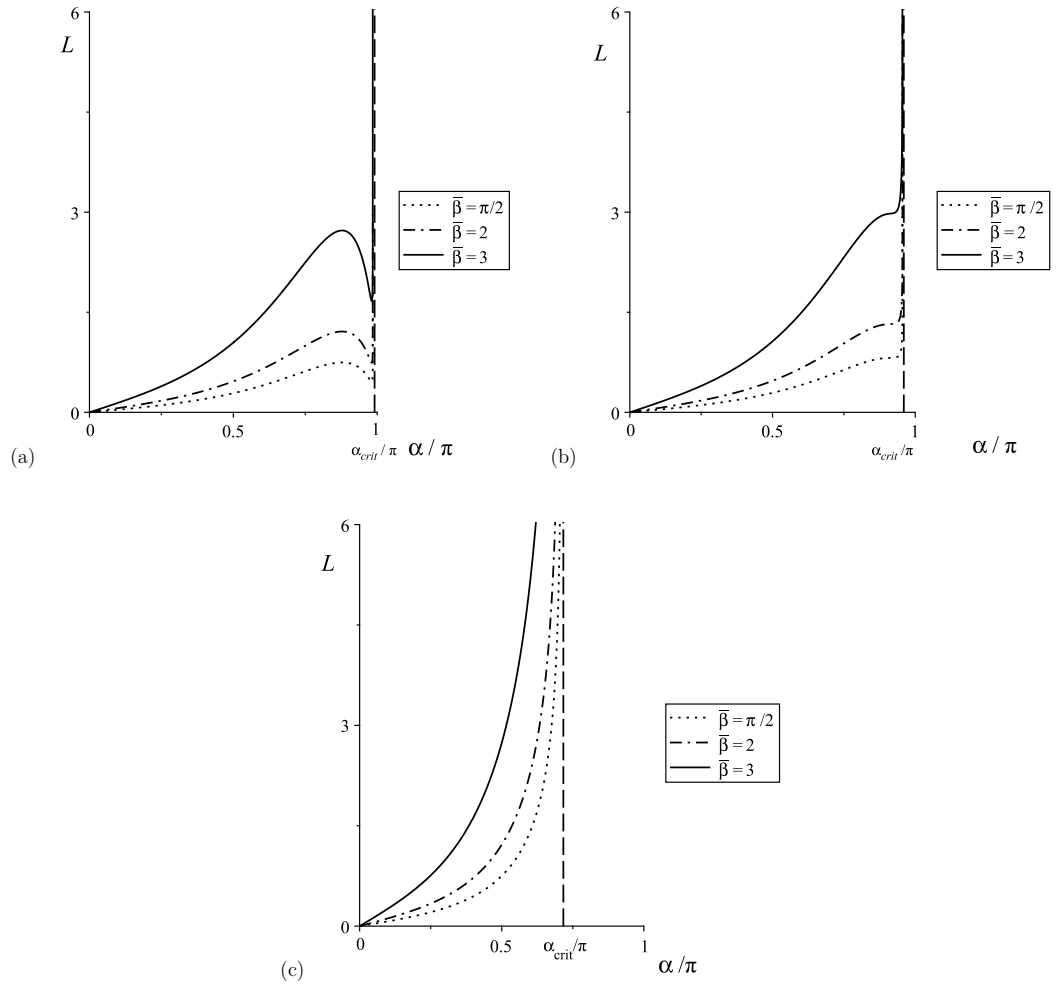 6
L
3
0
0
0.5
1
α_crit / π
α / π
β̄ = π/2
β̄ = 2
β̄ = 3
(a)
6
L
3
0
0
0.5
1
α_crit /π
α / π
β̄ = π /2
β̄ = 2
β̄ = 3
(b)
6
L
3
0
0
0.5
α_crit/π
1
α /π
β̄ = π /2
β̄ = 2
β̄ = 3
(c)